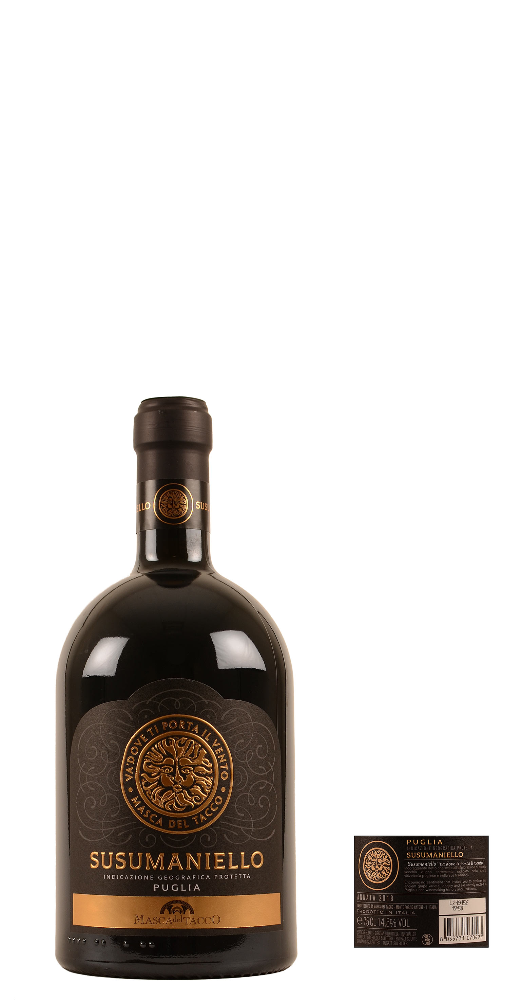 ELLO
SUSU
VA' DOVE TI PORTA IL VENTO
MASCA DEL TACCO
SUSUMANIELLO
INDICAZIONE GEOGRAFICA PROTETTA
PUGLIA
MASCA del TACCO
PUGLIA
INDICAZIONE GEOGRAFICA PROTETTA
SUSUMANIELLO
Susumaniello “va dove ti porta il vento”
Incoraggiante detto che invita all'esplorazione di questo
vecchio vitigno, fortemente radicato nella storia
vitivinicola pugliese e nelle sue tradizioni.
Encouraging sentiment that invites you to explore this
ancient grape varietal, deeply and exclusively rooted in
Puglia's rich winemaking history and traditions.
ANNATA 2018
IMBOTTIGLIATO DA MASCA DEL TACCO - MONTE PORZIO CATONE - I - ITALIA
PRODOTTO IN ITALIA
e 75 CL 14,5% VOL
CONTIENE SOLFITI - SISÄLTÄÄ SULFIITTEJA - INNEHÅLLER
SULFITER - INDEHOLDER SULFITTER - ENTHÄLT SULFITE
CONTAINS SULPHITES - TILSATT SULFITTER
L219156
19:50
8 055731 070497